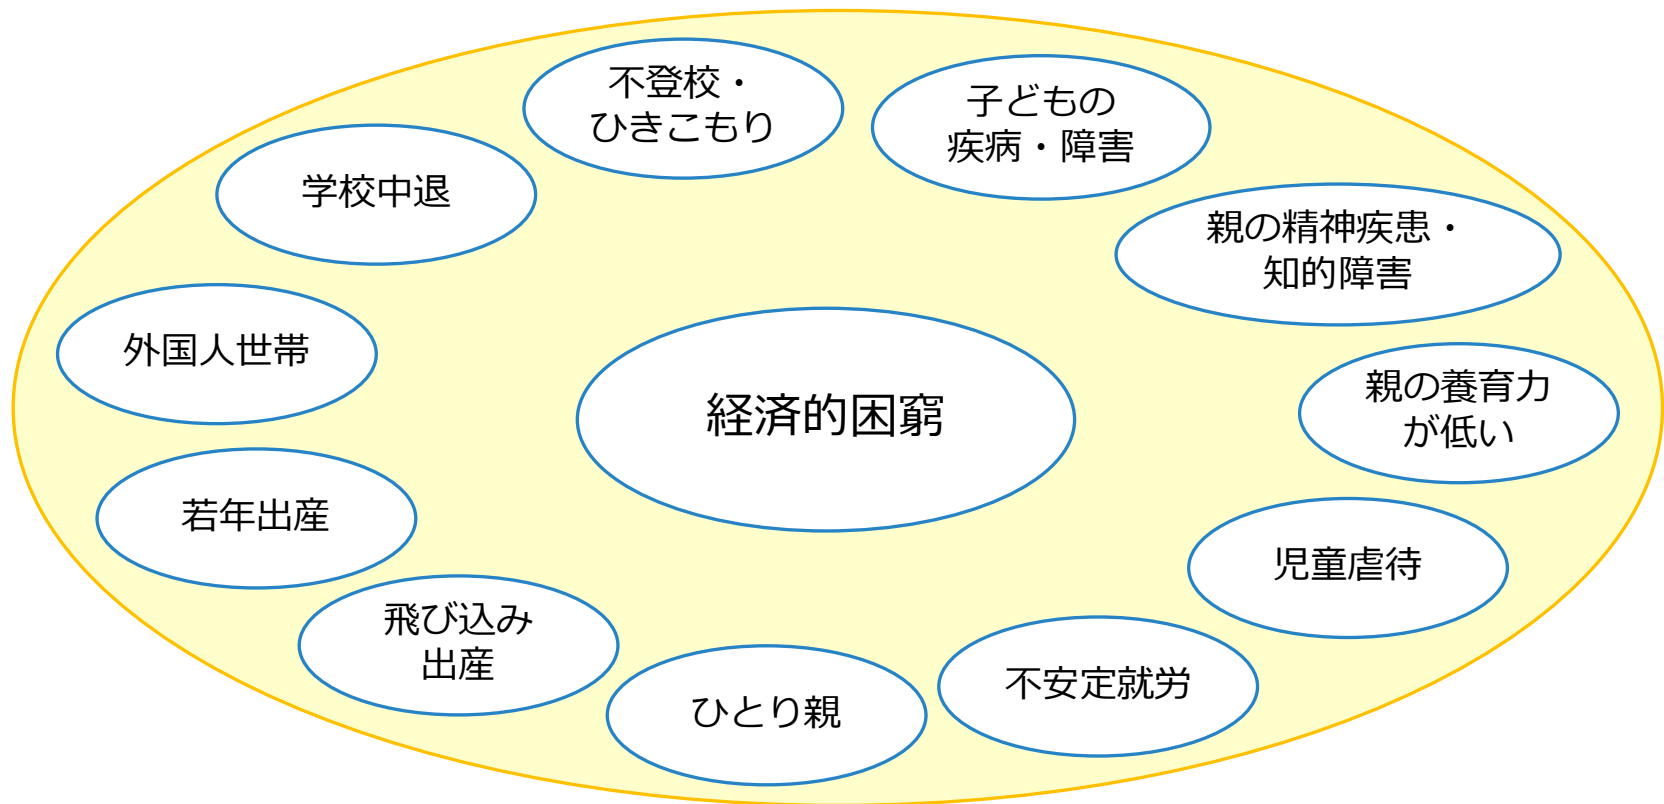 不登校・
ひきこもり
子どもの
疾病・障害
学校中退
親の精神疾患・
知的障害
外国人世帯
経済的困窮
親の養育力
が低い
若年出産
児童虐待
飛び込み
出産
ひとり親
不安定就労